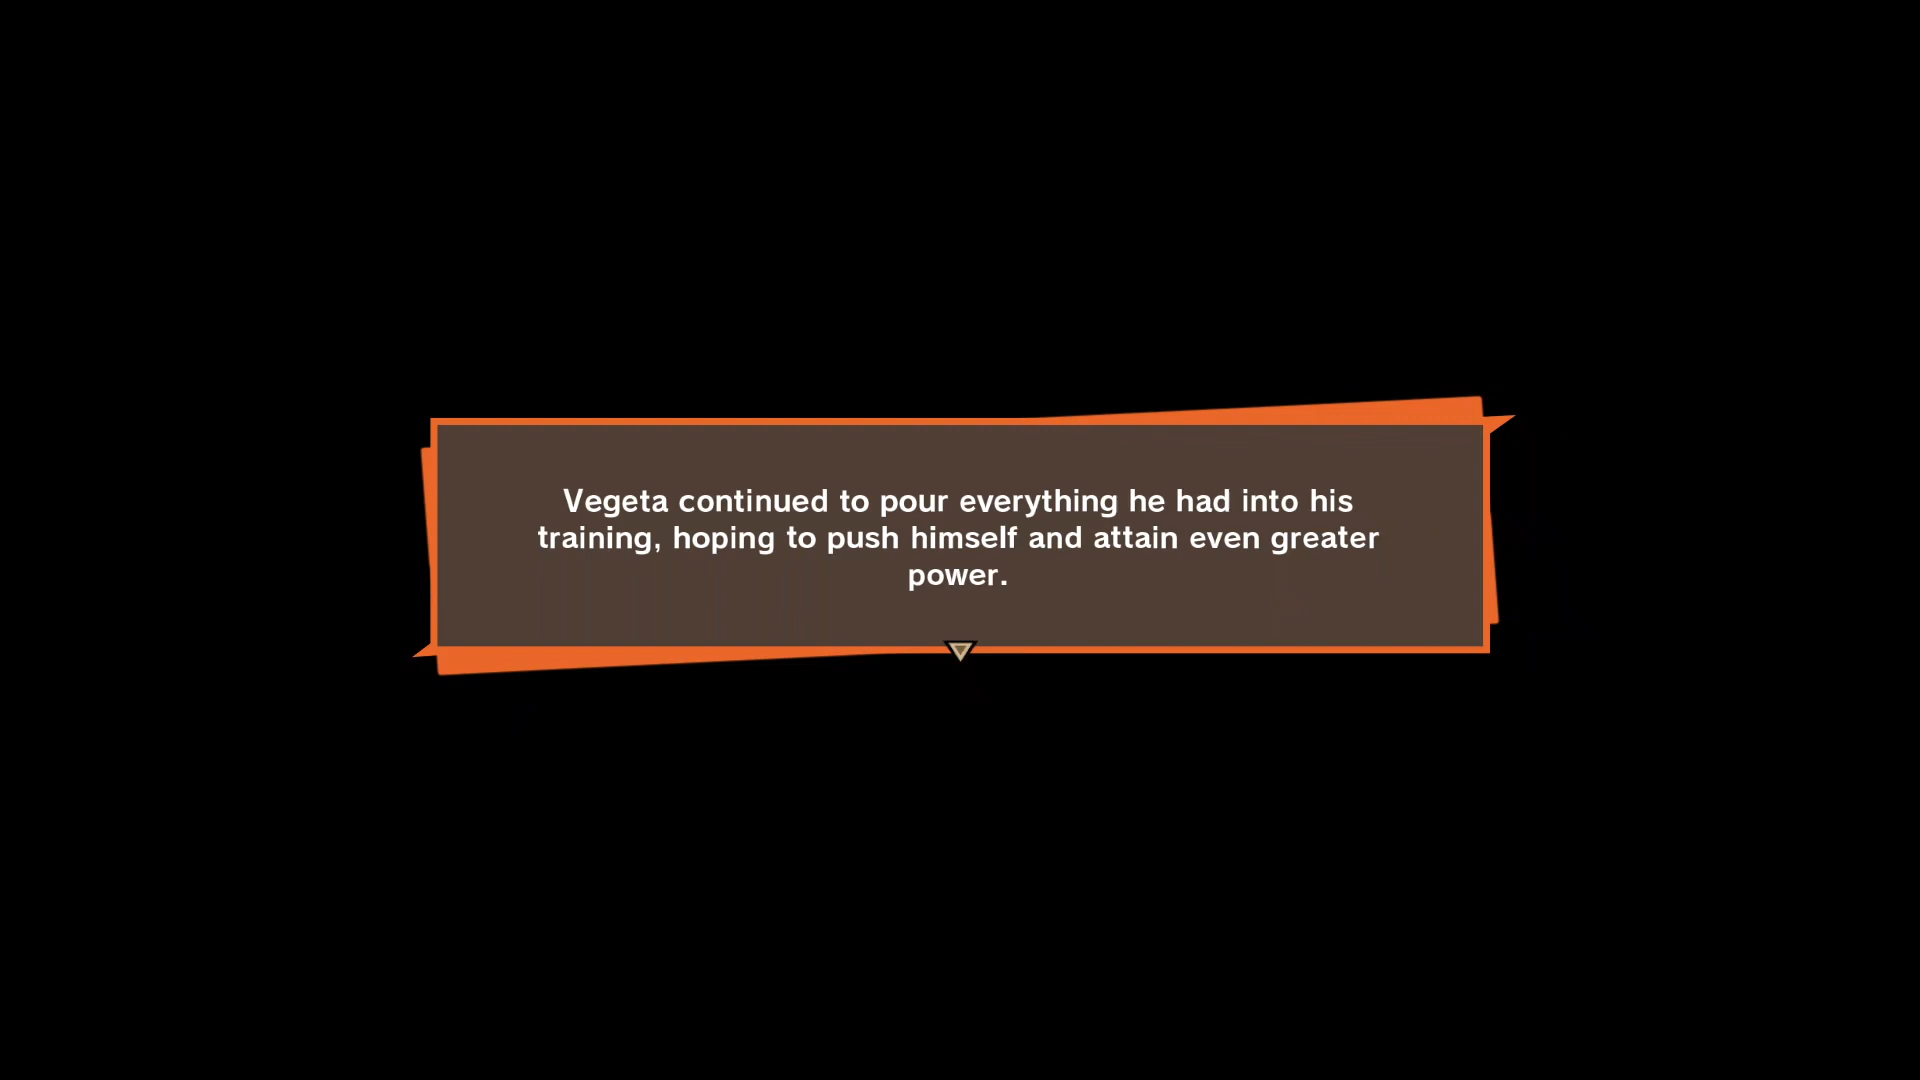 Vegeta continued to pour everything he had into his
training, hoping to push himself and attain even greater
power.